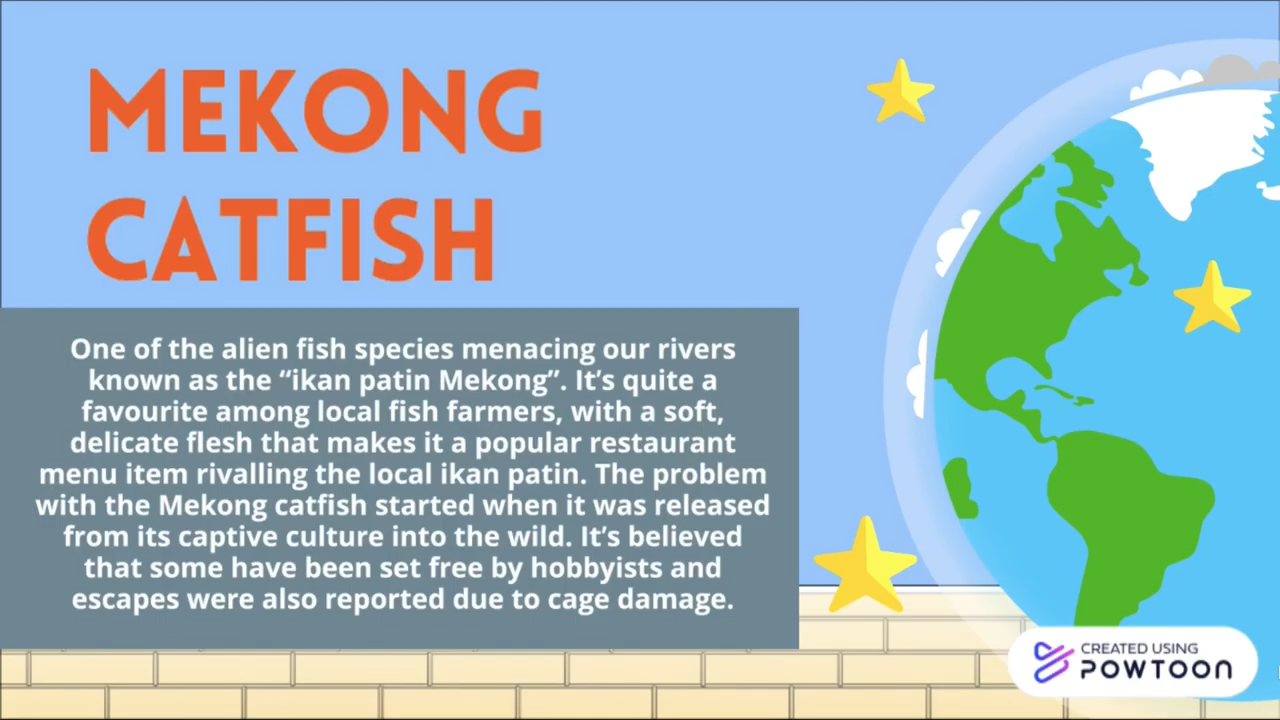 MEKONG
CATFISH
One of the alien fish species menacing our rivers
known as the “ikan patin Mekong”. It’s quite a
favourite among local fish farmers, with a soft,
delicate flesh that makes it a popular restaurant
menu item rivalling the local ikan patin. The problem
with the Mekong catfish started when it was released
from its captive culture into the wild. It’s believed
that some have been set free by hobbyists and
escapes were also reported due to cage damage.
CREATED USING
POWTOON